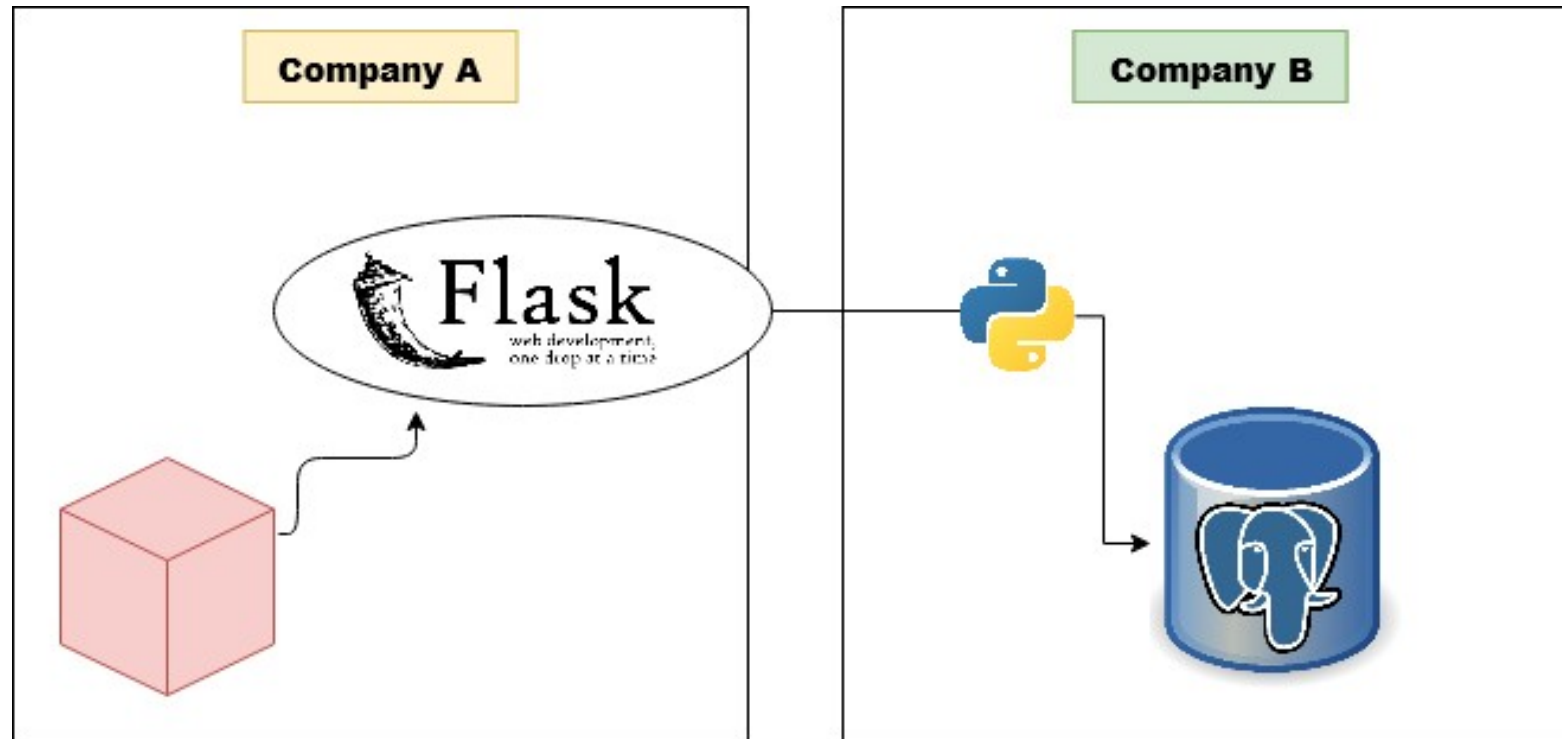 Company A
Company B
Flask
web development,
one drop at a time